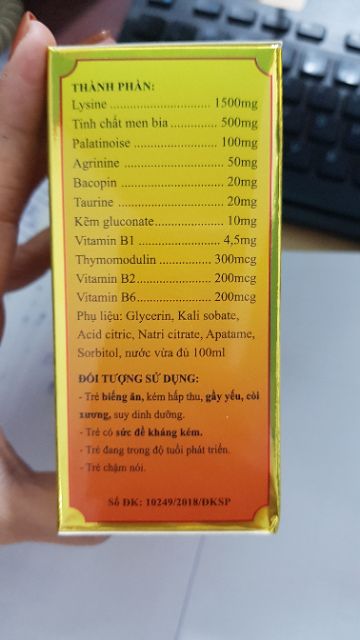 THÀNH PHẦN:
Lysine ........................... 1500mg
Tinh chất men bia ............. 500mg
Palatinoise ..................... 100mg
Agrinine ......................... 50mg
Bacopin .......................... 20mg
Taurine .......................... 20mg
Kẽm gluconate ................. 10mg
Vitamin B1 ..................... 4,5mg
Thymomodulin ............... 300mcg
Vitamin B2 .................... 200mcg
Vitamin B6 .................... 200mcg
Phụ liệu: Glycerin, Kali sobate,
Acid citric, Natri citrate, Apatame,
Sorbitol, nước vừa đủ 100ml
ĐỐI TƯỢNG SỬ DỤNG:
- Trẻ biếng ăn, kém hấp thu, gầy yếu, còi
xương, suy dinh dưỡng.
- Trẻ có sức đề kháng kém.
- Trẻ đang trong độ tuổi phát triển.
- Trẻ chậm nói.
Số ĐK: 10249/2018/ĐKSP